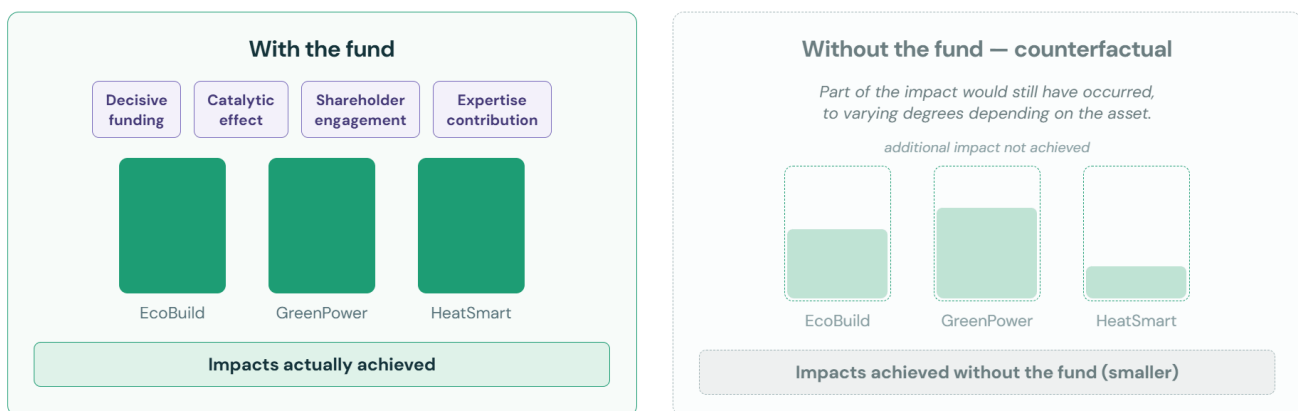 With the fund
Decisive
funding
Catalytic
effect
Shareholder
engagement
Expertise
contribution
EcoBuild
GreenPower
HeatSmart
Impacts actually achieved
Without the fund — counterfactual
Part of the impact would still have occurred,
to varying degrees depending on the asset.
additional impact not achieved
EcoBuild
GreenPower
HeatSmart
Impacts achieved without the fund (smaller)